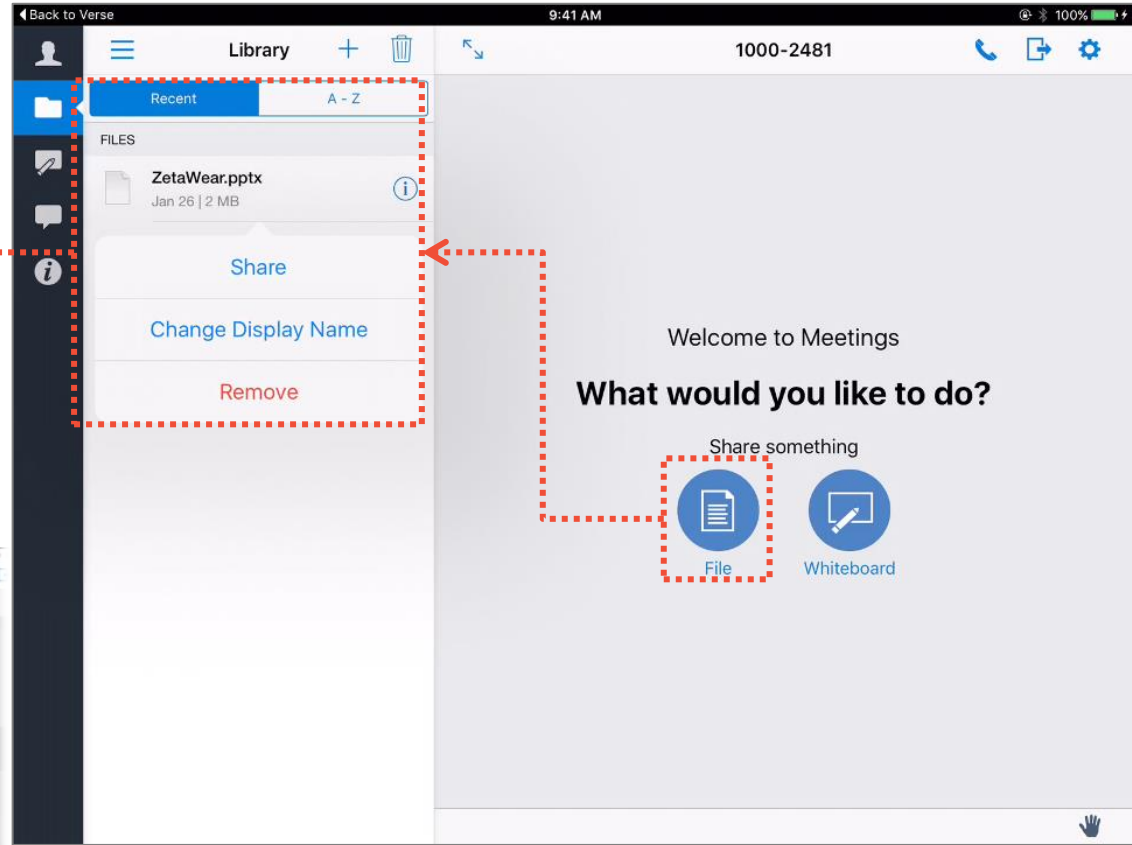 Back to Verse
9:41 AM
100%
Library
1000-2481
Recent
A - Z
FILES
ZetaWear.pptx
Jan 26 | 2 MB
Share
Change Display Name
Remove
Welcome to Meetings
What would you like to do?
Share something
File
Whiteboard